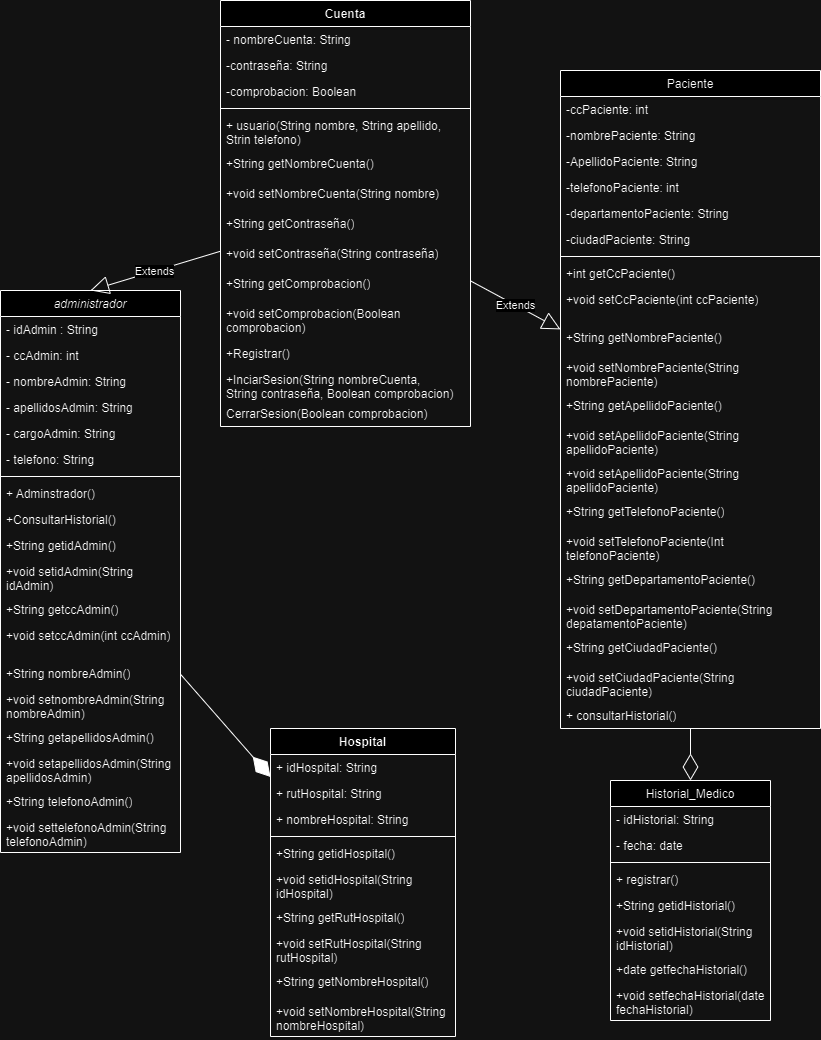 Cuenta
- nombreCuenta: String
-contraseña: String
-comprobacion: Boolean
+ usuario(String nombre, String apellido,
Strin telefono)
+String getNombreCuenta()
+void setNombreCuenta(String nombre)
+String getContraseña()
+void setContraseña(String contraseña)
+String getComprobacion()
+void setComprobacion(Boolean
comprobacion)
+Registrar()
+InciarSesion(String nombreCuenta,
String contraseña, Boolean comprobacion)
CerrarSesion(Boolean comprobacion)
Extends
Extends
Paciente
-ccPaciente: int
-nombrePaciente: String
-ApellidoPaciente: String
-telefonoPaciente: int
-departamentoPaciente: String
-ciudadPaciente: String
+int getCcPaciente()
+void setCcPaciente(int ccPaciente)
+String getNombrePaciente()
+void setNombrePaciente(String
nombrePaciente)
+String getApellidoPaciente()
+void setApellidoPaciente(String
apellidoPaciente)
+void setApellidoPaciente(String
apellidoPaciente)
+String getTelefonoPaciente()
+void setTelefonoPaciente(Int
telefonoPaciente)
+String getDepartamentoPaciente()
+void setDepartamentoPaciente(String
depatamentoPaciente)
+String getCiudadPaciente()
+void setCiudadPaciente(String
ciudadPaciente)
+ consultarHistorial()
administrador
- idAdmin : String
- ccAdmin: int
- nombreAdmin: String
- apellidosAdmin: String
- cargoAdmin: String
- telefono: String
+ Adminstrador()
+ConsultarHistorial()
+String getidAdmin()
+void setidAdmin(String
idAdmin)
+String getccAdmin()
+void setccAdmin(int ccAdmin)
+String nombreAdmin()
+void setnombreAdmin(String
nombreAdmin)
+String getapellidosAdmin()
+void setapellidosAdmin(String
apellidosAdmin)
+String telefonoAdmin()
+void settelefonoAdmin(String
telefonoAdmin)
Hospital
+ idHospital: String
+ rutHospital: String
+ nombreHospital: String
+String getidHospital()
+void setidHospital(String
idHospital)
+String getRutHospital()
+void setRutHospital(String
rutHospital)
+String getNombreHospital()
+void setNombreHospital(String
nombreHospital)
Historial_Medico
- idHistorial: String
- fecha: date
+ registrar()
+String getidHistorial()
+void setidHistorial(String
idHistorial)
+date getfechaHistorial()
+void setfechaHistorial(date
fechaHistorial)